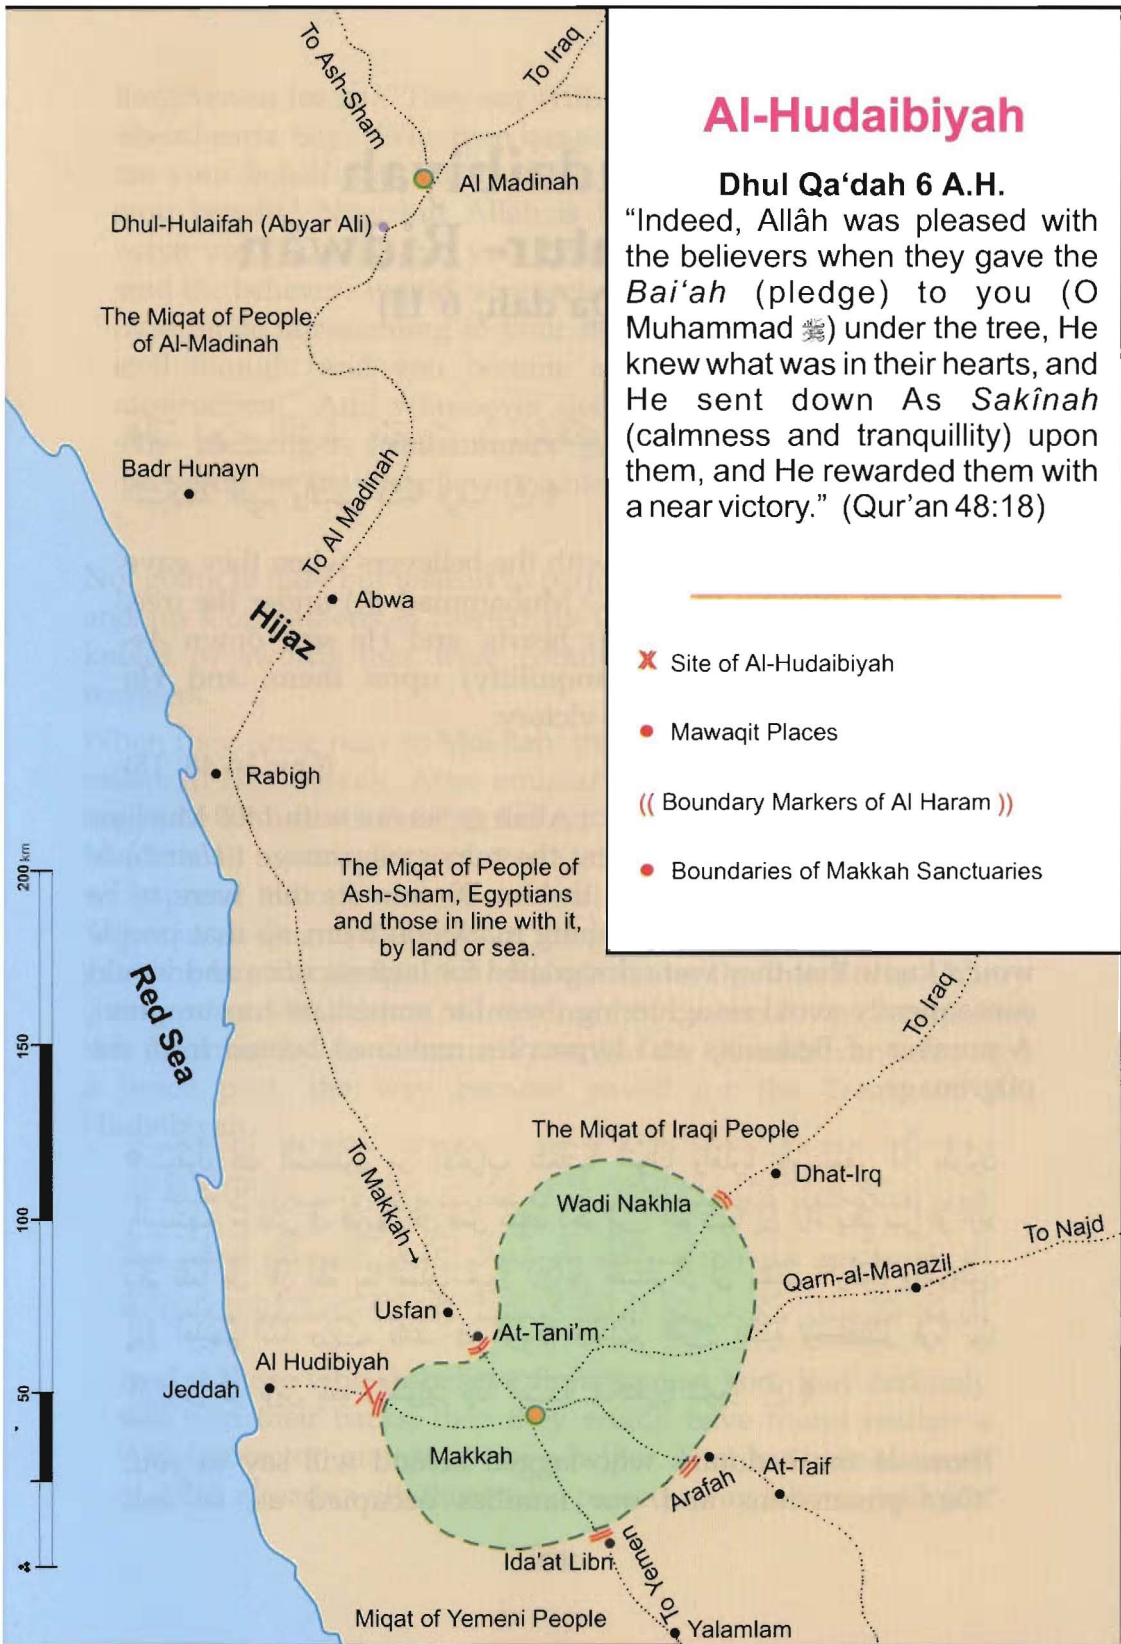 To Ash-Sham
To Iraq
Al Madinah
Dhul-Hulaifah (Abyar Ali)
The Miqat of People
of Al-Madinah
Badr Hunayn
To Al Madinah
Abwa
Hijaz
Rabigh
The Miqat of People of
Ash-Sham, Egyptians
and those in line with it,
by land or sea.
Red Sea
200 km
150
100
50
To Makkah →
Usfan
At-Tani'm
Al Hudibiyah
Jeddah
Makkah
The Miqat of Iraqi People
Wadi Nakhla
Dhat-Irq
To Iraq
To Najd
Qarn-al-Manazil
Arafah
At-Taif
Ida'at Libn
To Yemen
Miqat of Yemeni People
Yalamlam
Al-Hudaibiyah
Dhul Qa‘dah 6 A.H.
“Indeed, Allâh was pleased with
the believers when they gave the
Bai‘ah (pledge) to you (O
Muhammad ﷺ) under the tree, He
knew what was in their hearts, and
He sent down As Sakînah
(calmness and tranquillity) upon
them, and He rewarded them with
a near victory.” (Qur’an 48:18)
Site of Al-Hudaibiyah
Mawaqit Places
(( Boundary Markers of Al Haram ))
Boundaries of Makkah Sanctuaries